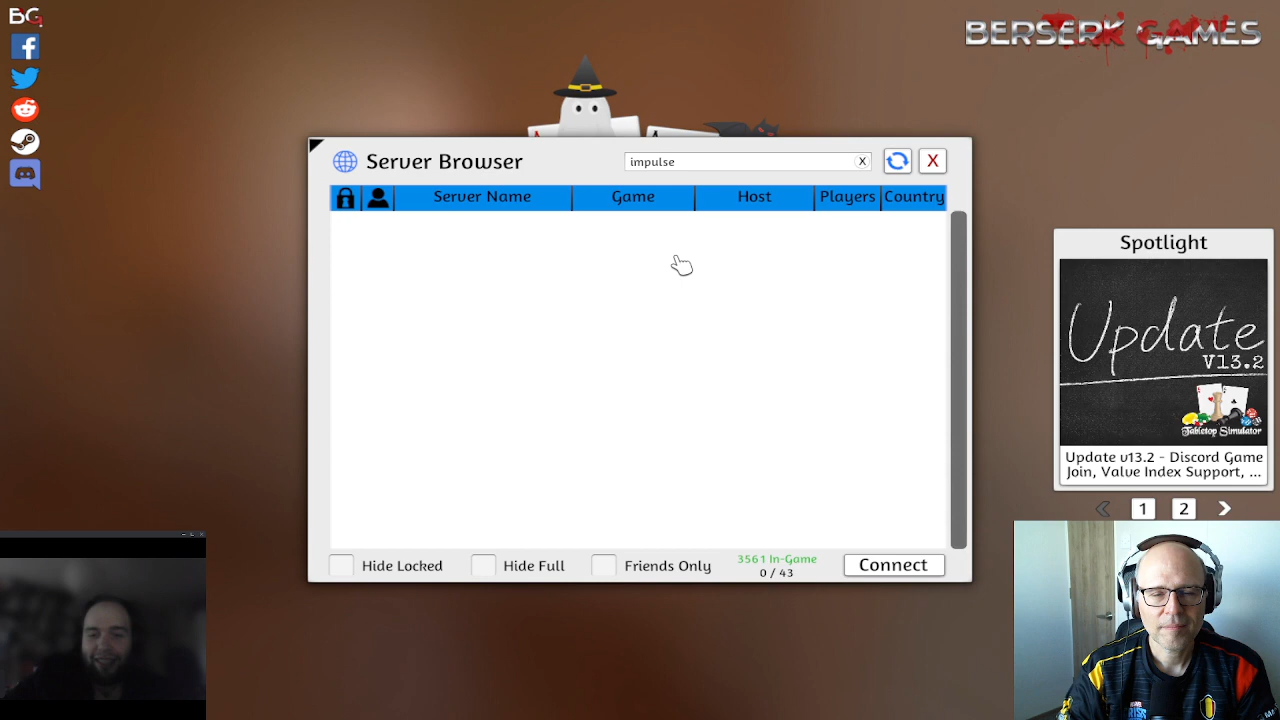 BG
BERSERK GAMES
Server Browser
impulse
X
X
Server Name
Game
Host
Players
Country
Spotlight
Update
V13.2
Tabletop Simulator
Update v13.2 - Discord Game
Join, Valve Index Support, ...
1
2
Hide Locked
Hide Full
Friends Only
3561 In-Game
0 / 43
Connect